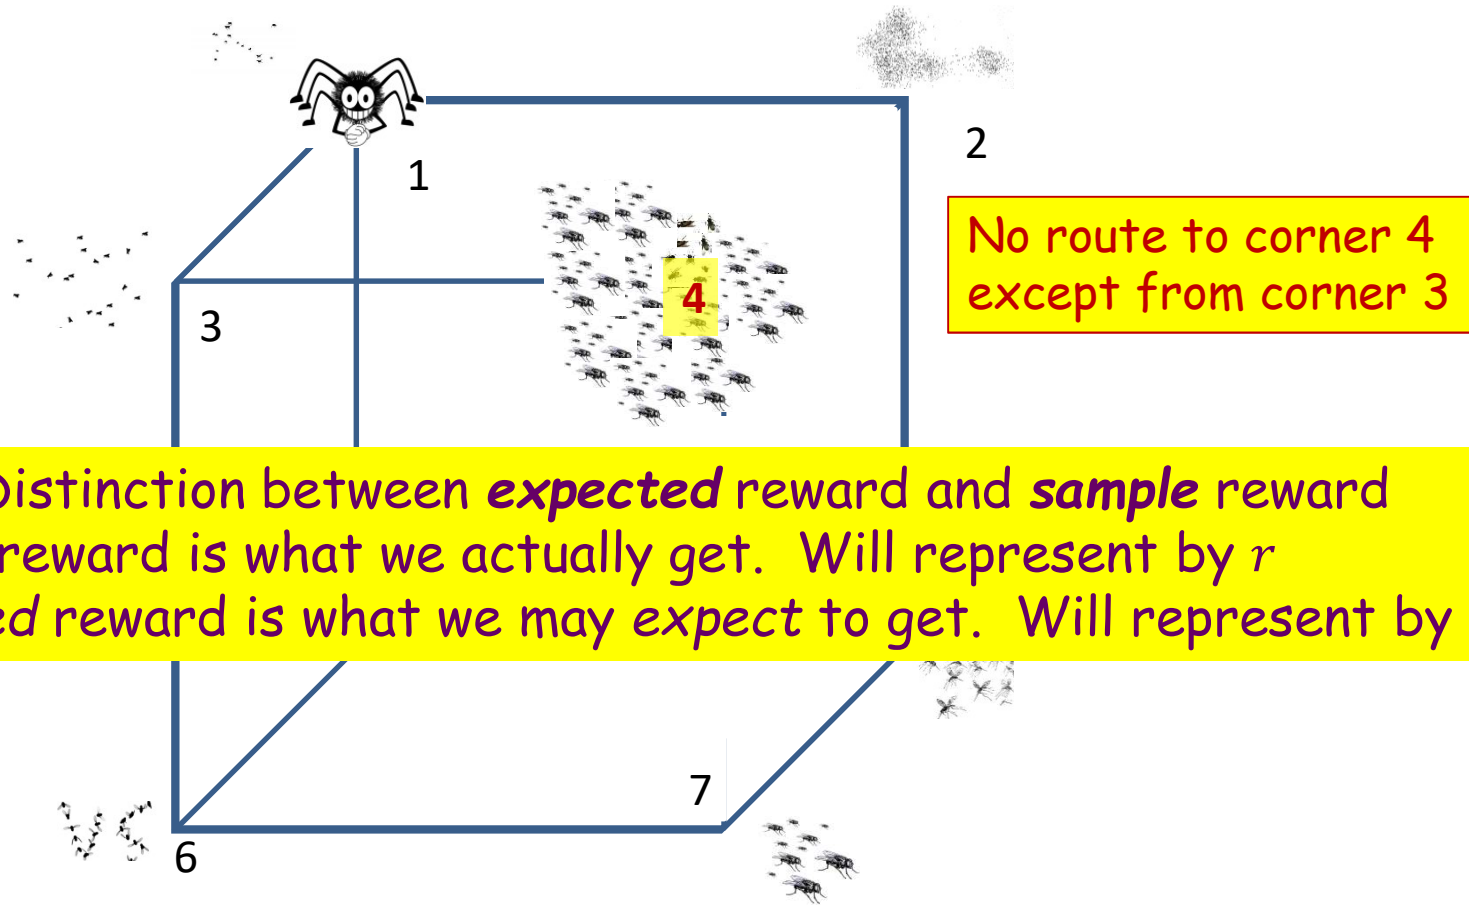 2
1
No route to corner 4
except from corner 3
4
3
Distinction between expected reward and sample reward
reward is what we actually get. Will represent by r
reward is what we may expect to get. Will represent by
7
6